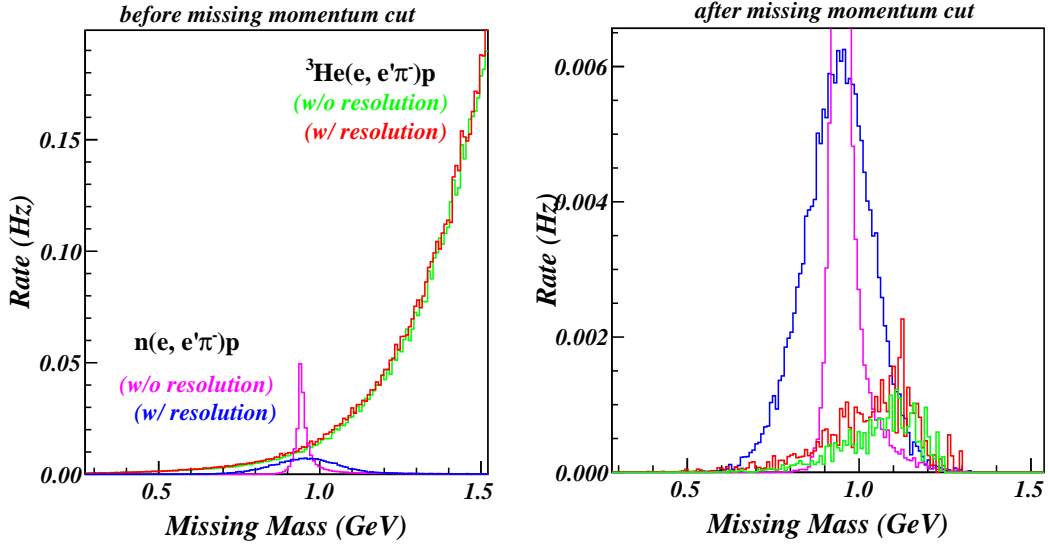 before missing momentum cut
³He(e, e'π⁻)p
(w/o resolution)
(w/ resolution)
n(e, e'π⁻)p
(w/o resolution)
(w/ resolution)
Rate (Hz)
0.15
0.10
0.05
0.00
0.5
1.0
1.5
Missing Mass (GeV)
after missing momentum cut
Rate (Hz)
0.006
0.004
0.002
0.000
0.5
1.0
1.5
Missing Mass (GeV)